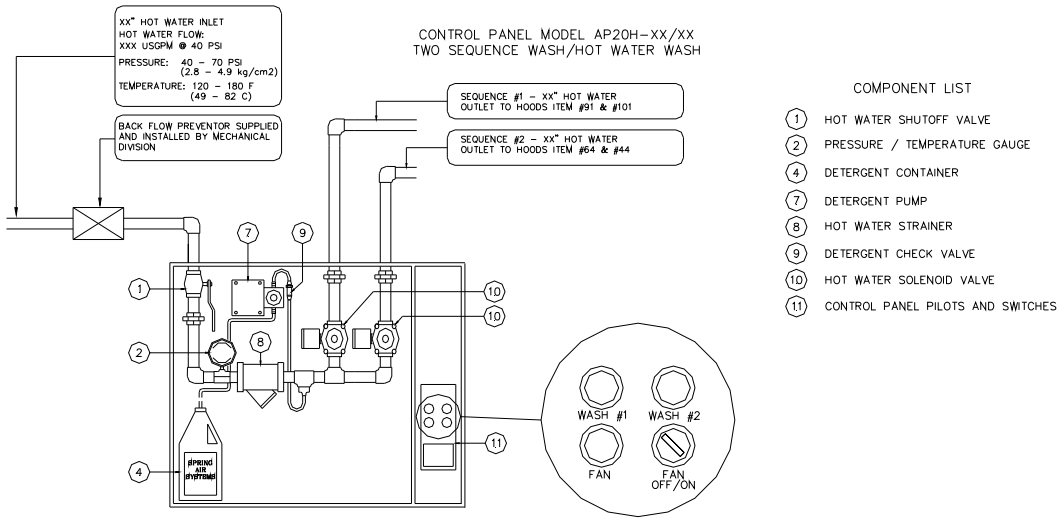 XX" HOT WATER INLET
HOT WATER FLOW:
XXX USGPM @ 40 PSI
PRESSURE: 40 - 70 PSI
(2.8 - 4.9 kg/cm2)
TEMPERATURE: 120 - 180 F
(49 - 82 C)
BACK FLOW PREVENTOR SUPPLIED
AND INSTALLED BY MECHANICAL
DIVISION
CONTROL PANEL MODEL AP20H-XX/XX
TWO SEQUENCE WASH/HOT WATER WASH
SEQUENCE #1 - XX" HOT WATER
OUTLET TO HOODS ITEM #91 & #101
SEQUENCE #2 - XX" HOT WATER
OUTLET TO HOODS ITEM #64 & #44
COMPONENT LIST
1 HOT WATER SHUTOFF VALVE
2 PRESSURE / TEMPERATURE GAUGE
4 DETERGENT CONTAINER
7 DETERGENT PUMP
8 HOT WATER STRAINER
9 DETERGENT CHECK VALVE
10 HOT WATER SOLENOID VALVE
11 CONTROL PANEL PILOTS AND SWITCHES
7
9
1
10
10
2
8
11
4
SPRING
AIR
SYSTEMS
WASH #1
WASH #2
FAN
FAN
OFF/ON